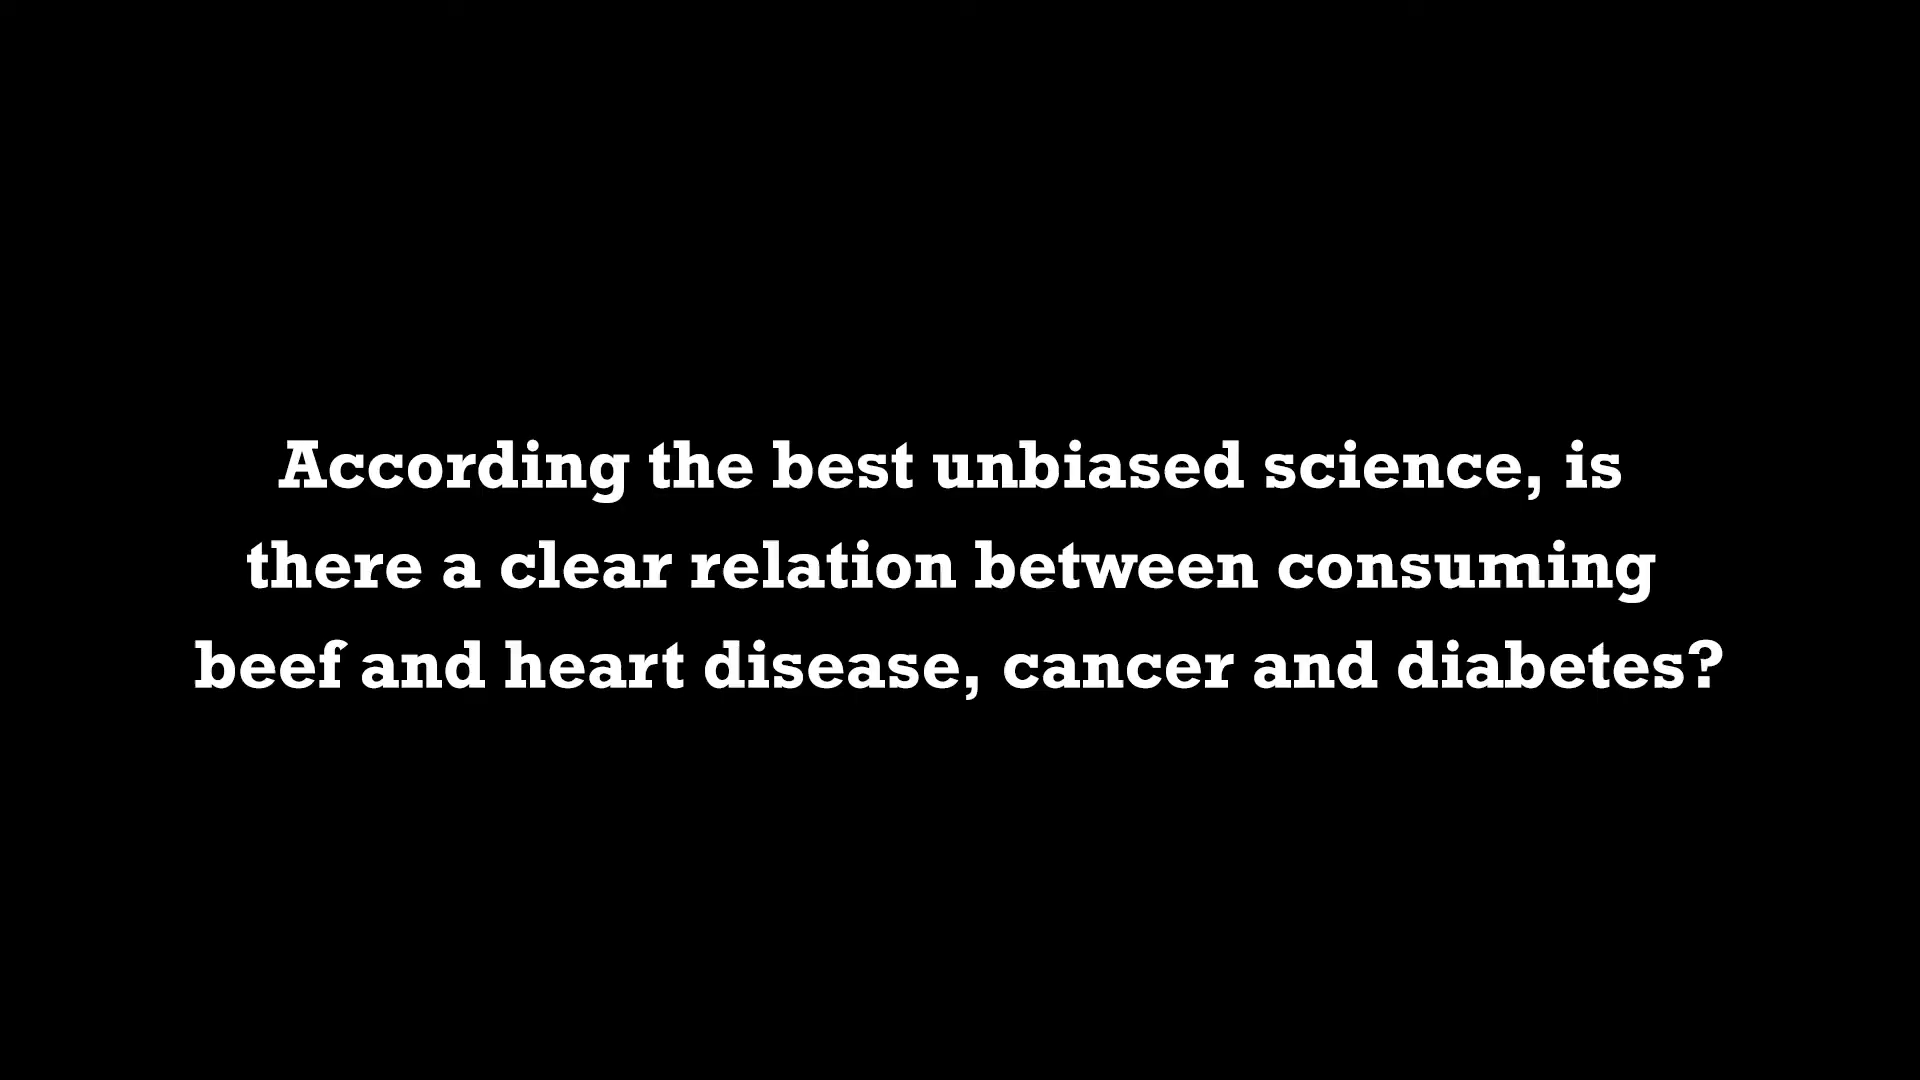 According the best unbiased science, is
there a clear relation between consuming
beef and heart disease, cancer and diabetes?